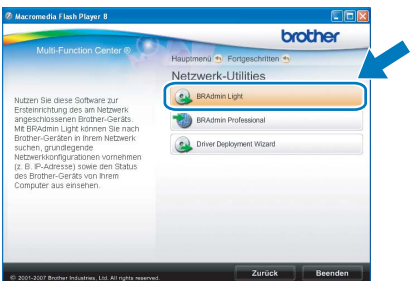 Macromedia Flash Player 8
brother
Multi-Function Center ®
Hauptmenü Fortgeschritten
Netzwerk-Utilities
BRAdmin Light
BRAdmin Professional
Driver Deployment Wizard
Nutzen Sie diese Software zur
Ersteinrichtung des am Netzwerk
angeschlossenen Brother-Geräts.
Mit BRAdmin Light können Sie nach
Brother-Geräten in Ihrem Netzwerk
suchen, grundlegende
Netzwerkkonfigurationen vornehmen
(z. B. IP-Adresse) sowie den Status
des Brother-Geräts von Ihrem
Computer aus einsehen.
© 2001-2007 Brother Industries, Ltd. All rights reserved.
Zurück Beenden